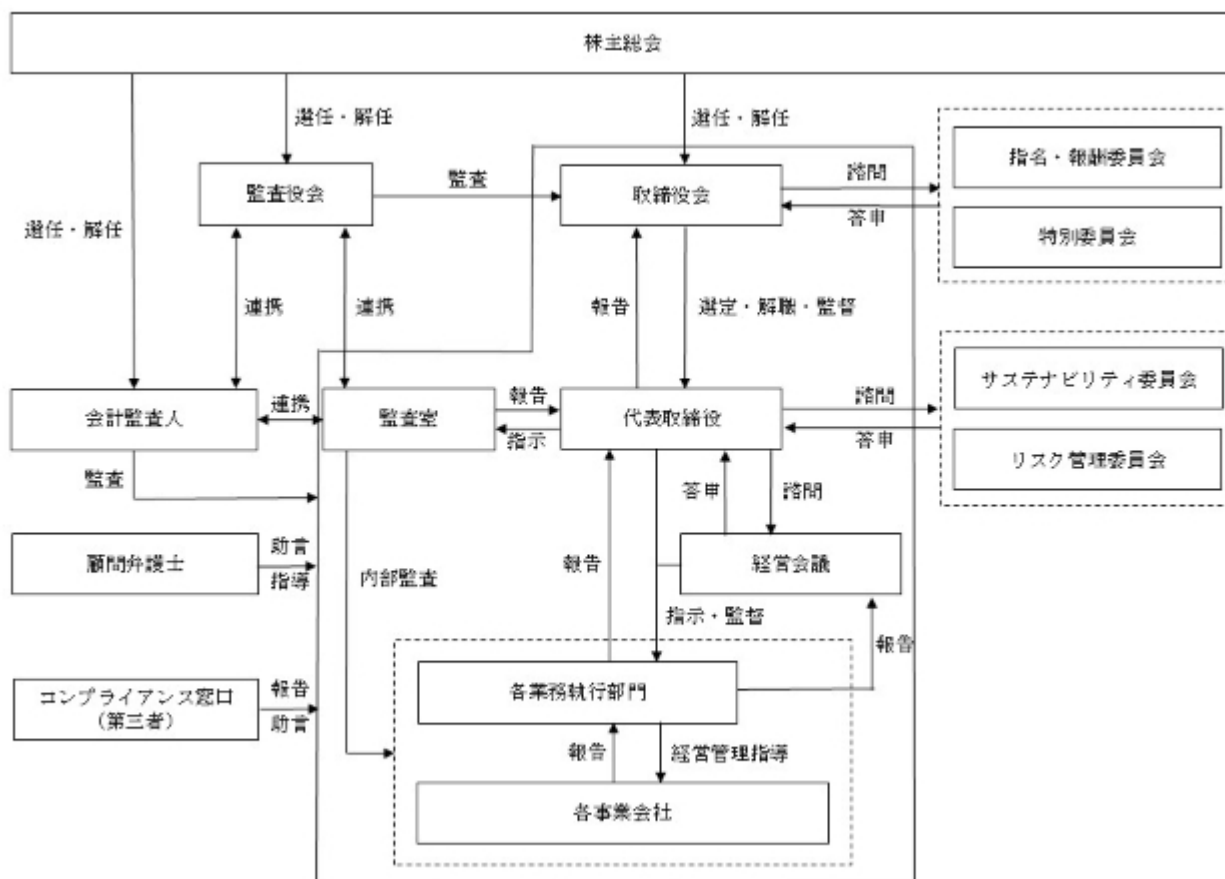 株主総会
選任・解任
選任・解任
指名・報酬委員会
監査役会
監査
取締役会
諮問
答申
選任・解任
特別委員会
連携
連携
報告
選定・解職・監督
サステナビリティ委員会
会計監査人
連携
監査室
報告
指示
代表取締役
諮問
答申
リスク管理委員会
監査
答申
諮問
顧問弁護士
助言
指導
内部監査
報告
経営会議
指示・監督
報告
コンプライアンス窓口
(第三者)
報告
助言
各業務執行部門
報告
経営管理指導
各事業会社